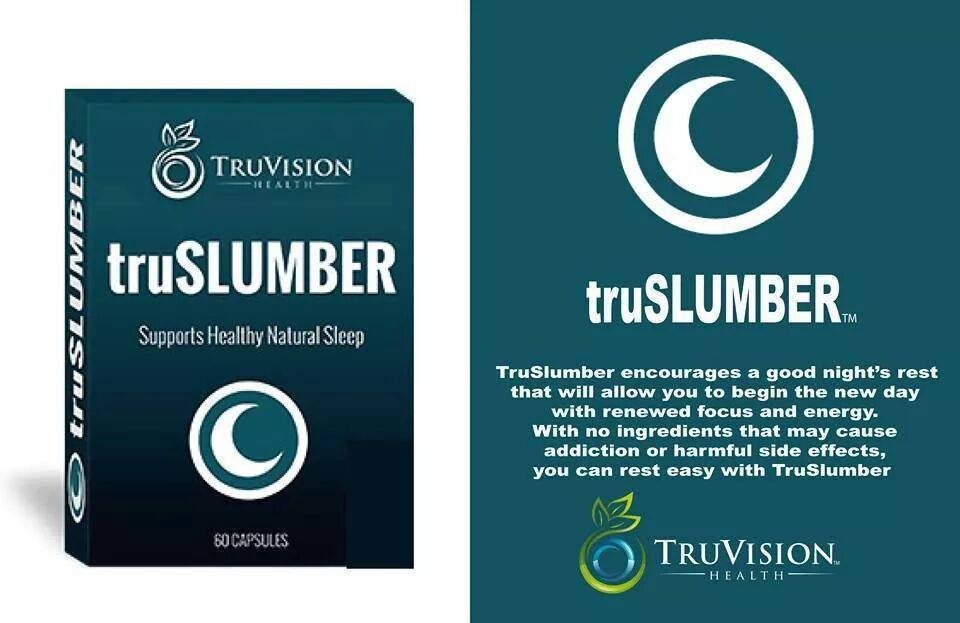 TRUVISION
HEALTH
truSLUMBER
truSLUMBER
Supports Healthy Natural Sleep
60 CAPSULES
truSLUMBER™
TruSlumber encourages a good night's rest
that will allow you to begin the new day
with renewed focus and energy.
With no ingredients that may cause
addiction or harmful side effects,
you can rest easy with TruSlumber
TRUVISION™
HEALTH